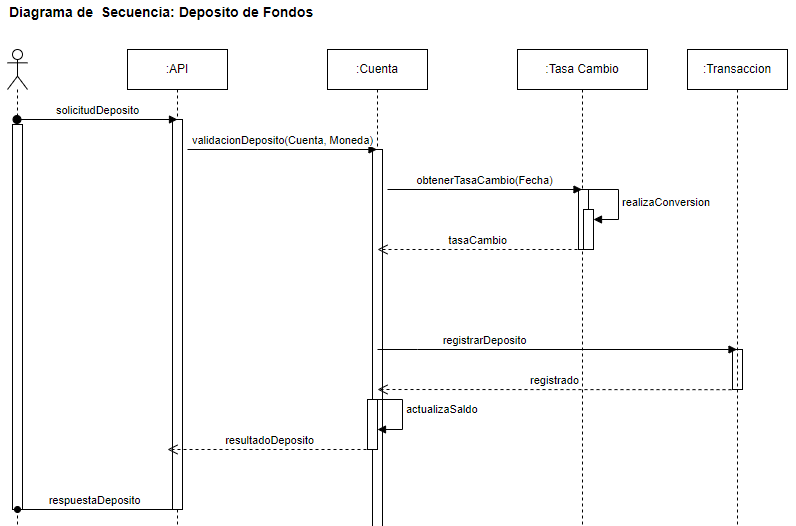 Diagrama de  Secuencia: Deposito de Fondos
:API
:Cuenta
:Tasa Cambio
:Transaccion
solicitudDeposito
validacionDeposito(Cuenta, Moneda)
obtenerTasaCambio(Fecha)
realizaConversion
tasaCambio
registrarDeposito
registrado
actualizaSaldo
resultadoDeposito
respuestaDeposito